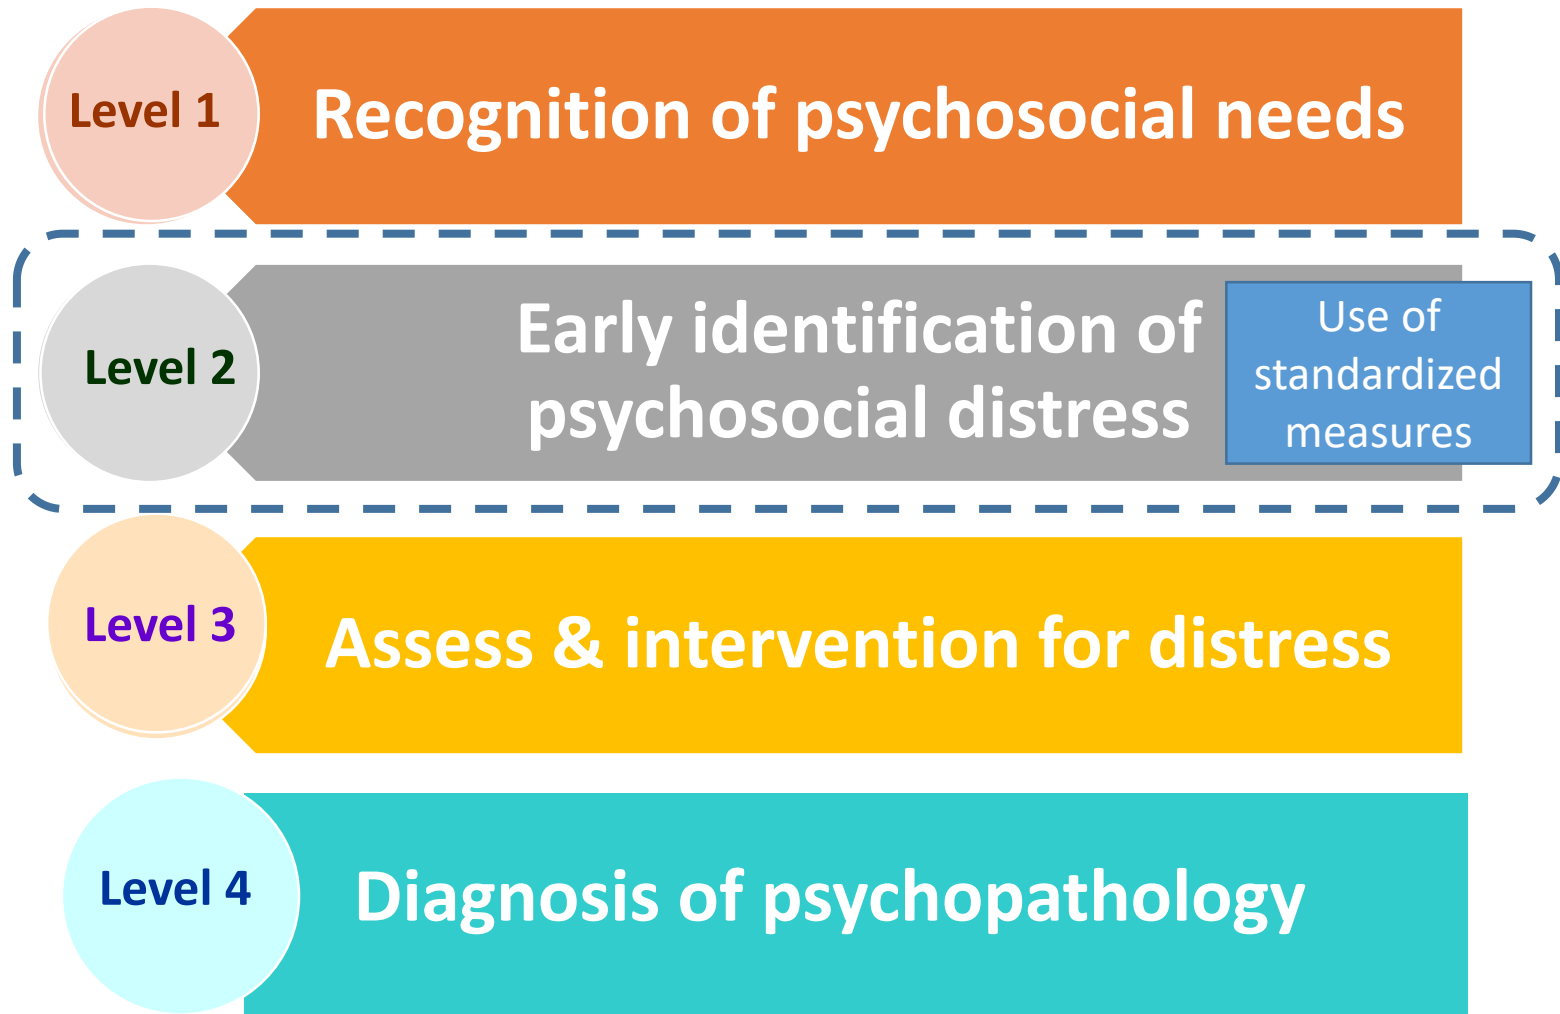 Level 1
Recognition of psychosocial needs
Level 2
Early identification of
psychosocial distress
Use of
standardized
measures
Level 3
Assess & intervention for distress
Level 4
Diagnosis of psychopathology